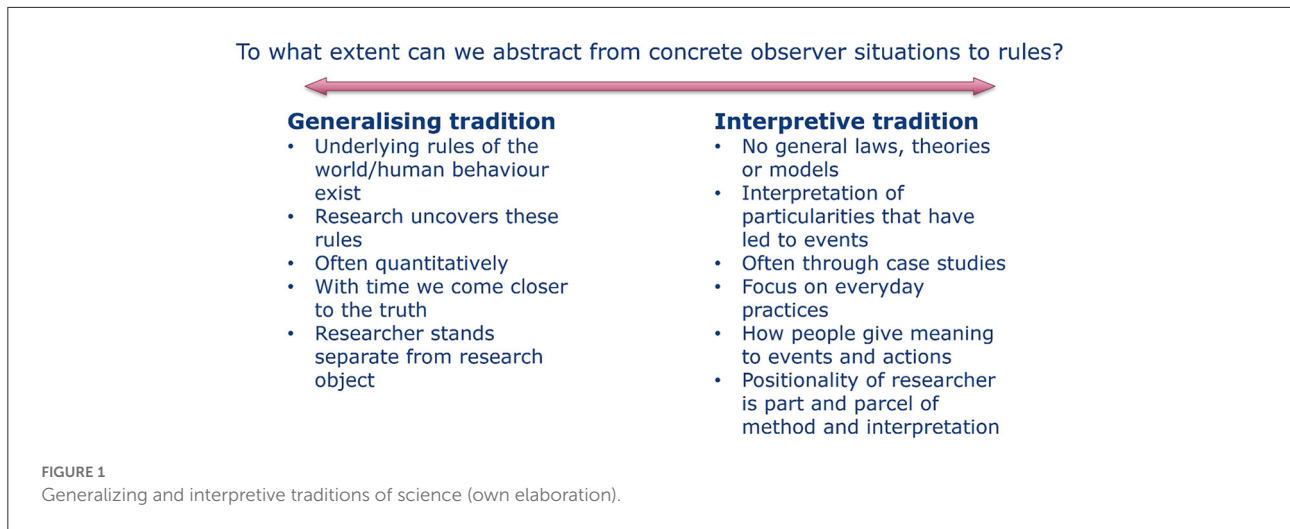 To what extent can we abstract from concrete observer situations to rules?
Generalising tradition
• Underlying rules of the
world/human behaviour
exist
• Research uncovers these
rules
• Often quantitatively
• With time we come closer
to the truth
• Researcher stands
separate from research
object
Interpretive tradition
• No general laws, theories
or models
• Interpretation of
particularities that have
led to events
• Often through case studies
• Focus on everyday
practices
• How people give meaning
to events and actions
• Positionality of researcher
is part and parcel of
method and interpretation
FIGURE 1
Generalizing and interpretive traditions of science (own elaboration).